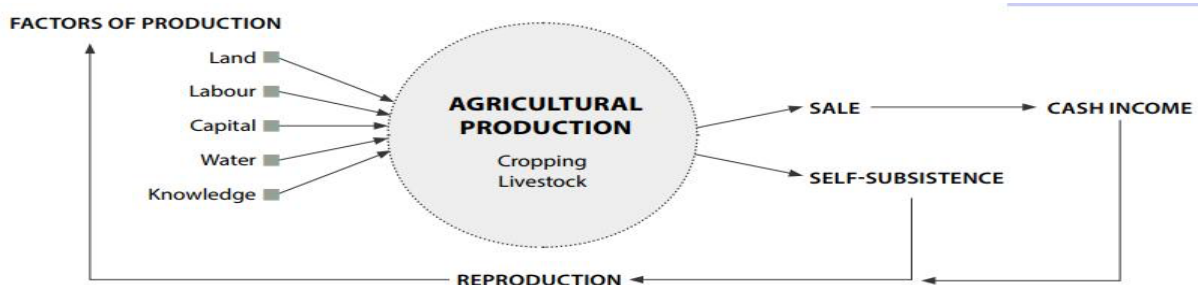 FACTORS OF PRODUCTION
Land
Labour
Capital
Water
Knowledge
AGRICULTURAL
PRODUCTION
Cropping
Livestock
SALE
CASH INCOME
SELF-SUBSISTENCE
REPRODUCTION